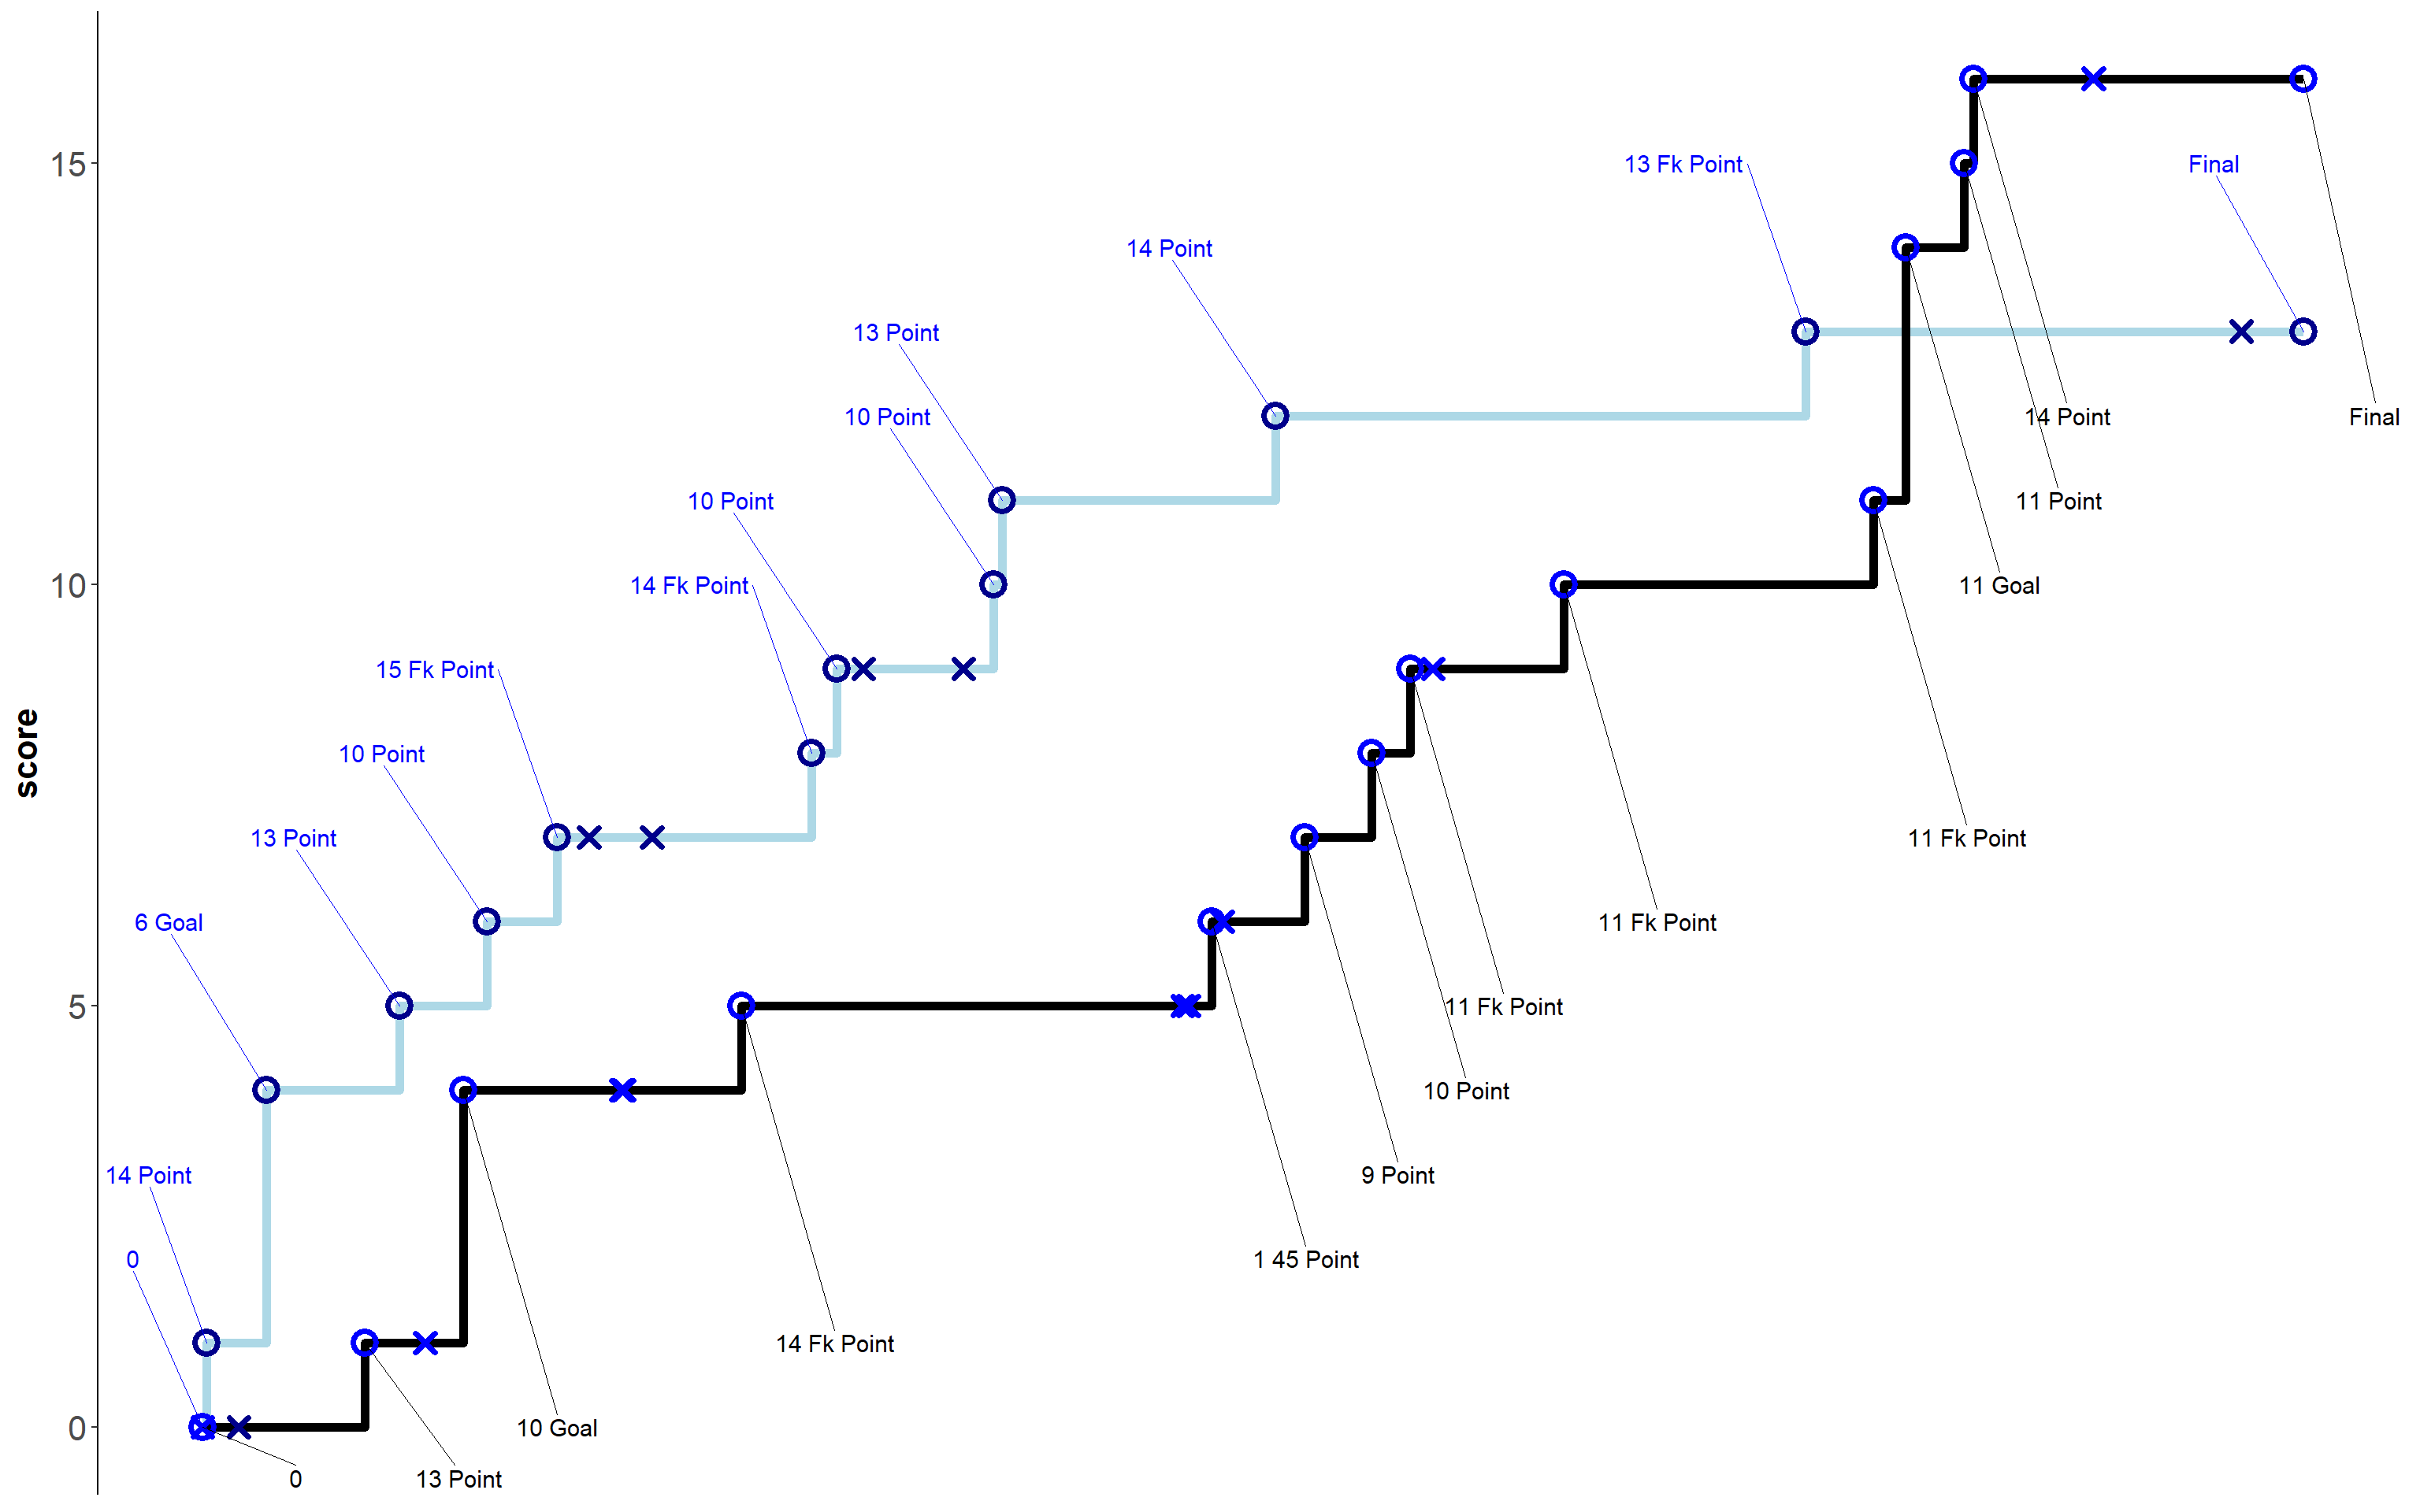 15
13 Fk Point
Final
14 Point
13 Point
10 Point
14 Point
Final
10 Point
11 Point
10
14 Fk Point
11 Goal
15 Fk Point
score
10 Point
13 Point
11 Fk Point
6 Goal
11 Fk Point
5
11 Fk Point
10 Point
14 Point
9 Point
0
1 45 Point
14 Fk Point
0
10 Goal
0
13 Point